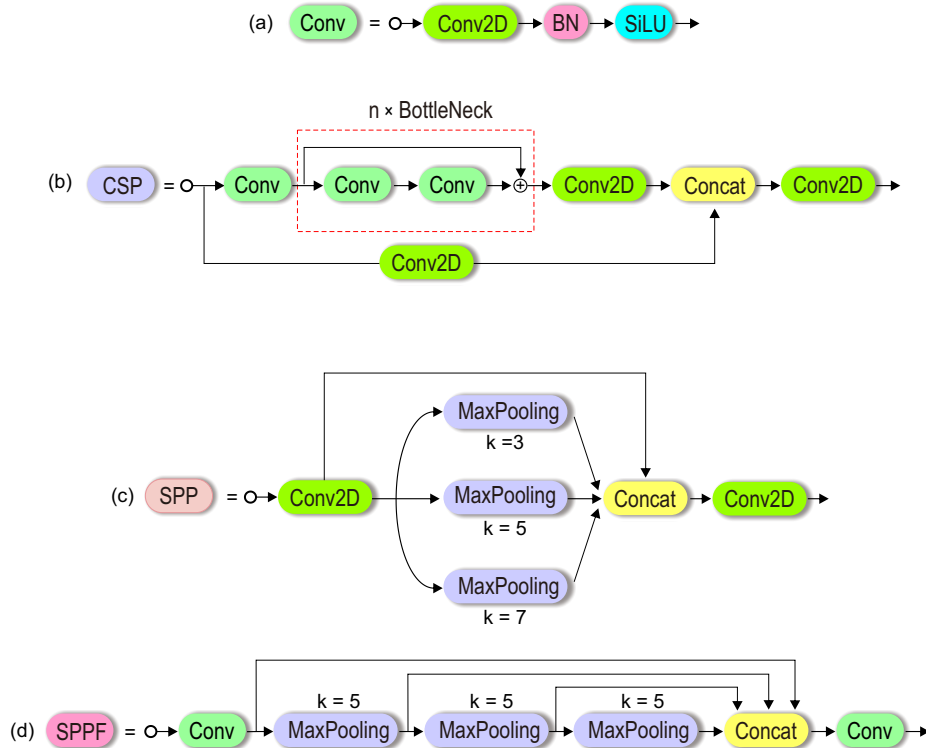 (a) Conv = Conv2D BN SiLU
n × BottleNeck
(b) CSP = Conv Conv Conv + Conv2D Concat Conv2D
Conv2D
MaxPooling
k =3
(c) SPP = Conv2D MaxPooling Concat Conv2D
k = 5
MaxPooling
k = 7
k = 5 k = 5 k = 5
(d) SPPF = Conv MaxPooling MaxPooling MaxPooling Concat Conv